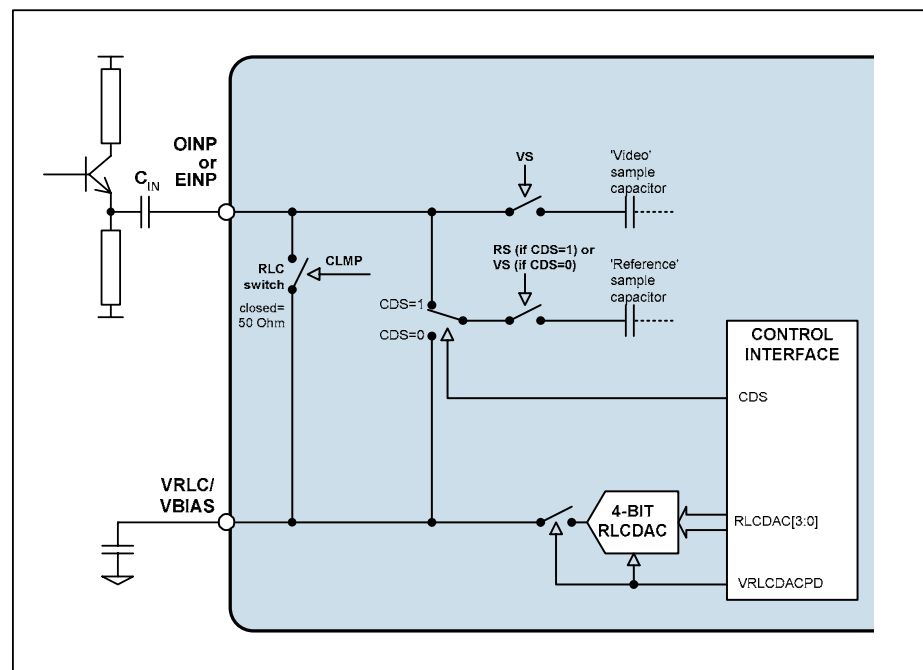 OINP
or
EINP
CIN
VS
'Video'
sample
capacitor
RLC
switch
closed=
50 Ohm
CLMP
RS (if CDS=1) or
VS (if CDS=0)
'Reference'
sample
capacitor
CDS=1
CDS=0
CONTROL
INTERFACE
CDS
VRLC/
VBIAS
4-BIT
RLCDAC
RLCDAC[3:0]
VRLCDACPD